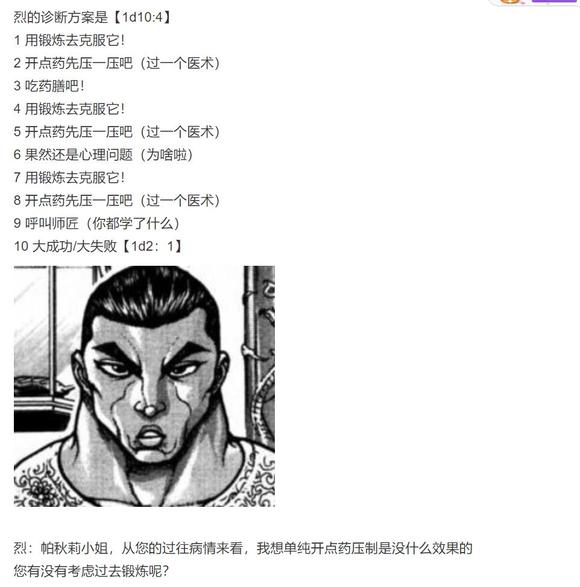 烈的诊断方案是【1d10:4】
1 用锻炼去克服它！
2 开点药先压一压吧（过一个医术）
3 吃药膳吧！
4 用锻炼去克服它！
5 开点药先压一压吧（过一个医术）
6 果然还是心理问题（为啥啦）
7 用锻炼去克服它！
8 开点药先压一压吧（过一个医术）
9 呼叫师匠（你都学了什么）
10 大成功/大失败【1d2：1】
烈：帕秋莉小姐，从您的过往病情来看，我想单纯开点药压制是没什么效果的
您有没有考虑过去锻炼呢？